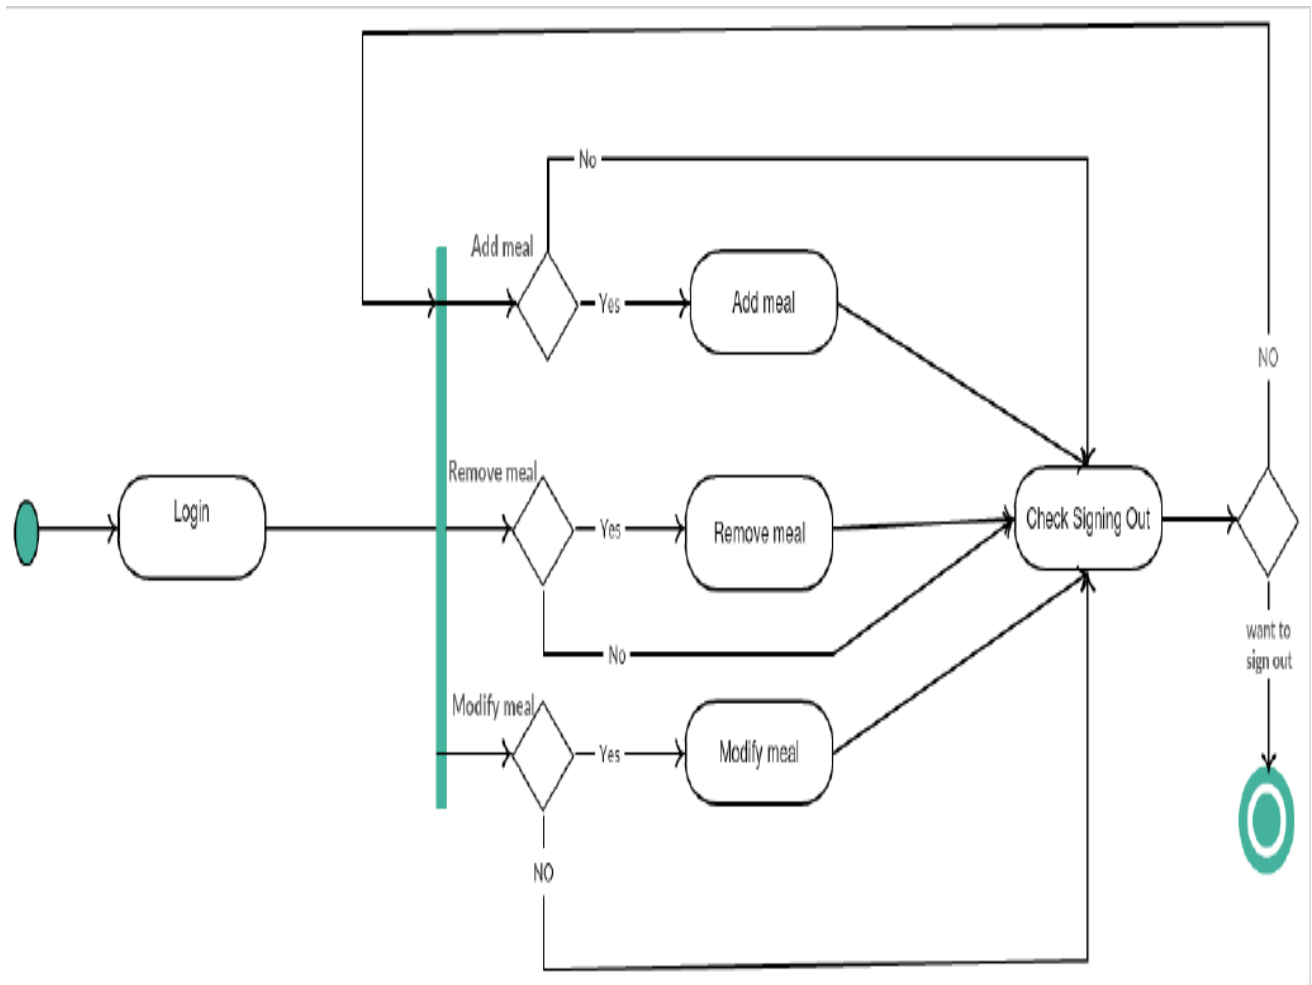 No
Add meal
Yes
Add meal
NO
Remove meal
Login
Yes
Remove meal
Check Signing Out
No
want to
sign out
Modify meal
Yes
Modify meal
NO